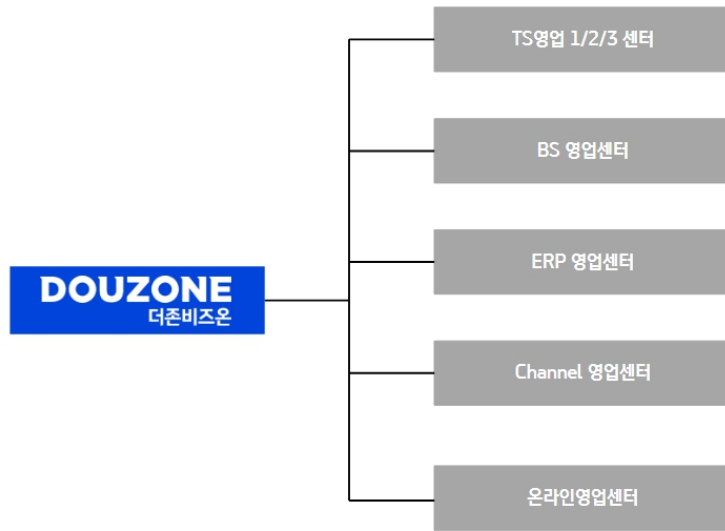 TS영업 1/2/3 센터
BS 영업센터
ERP 영업센터
DOUZONE
더존비즈온
Channel 영업센터
온라인영업센터